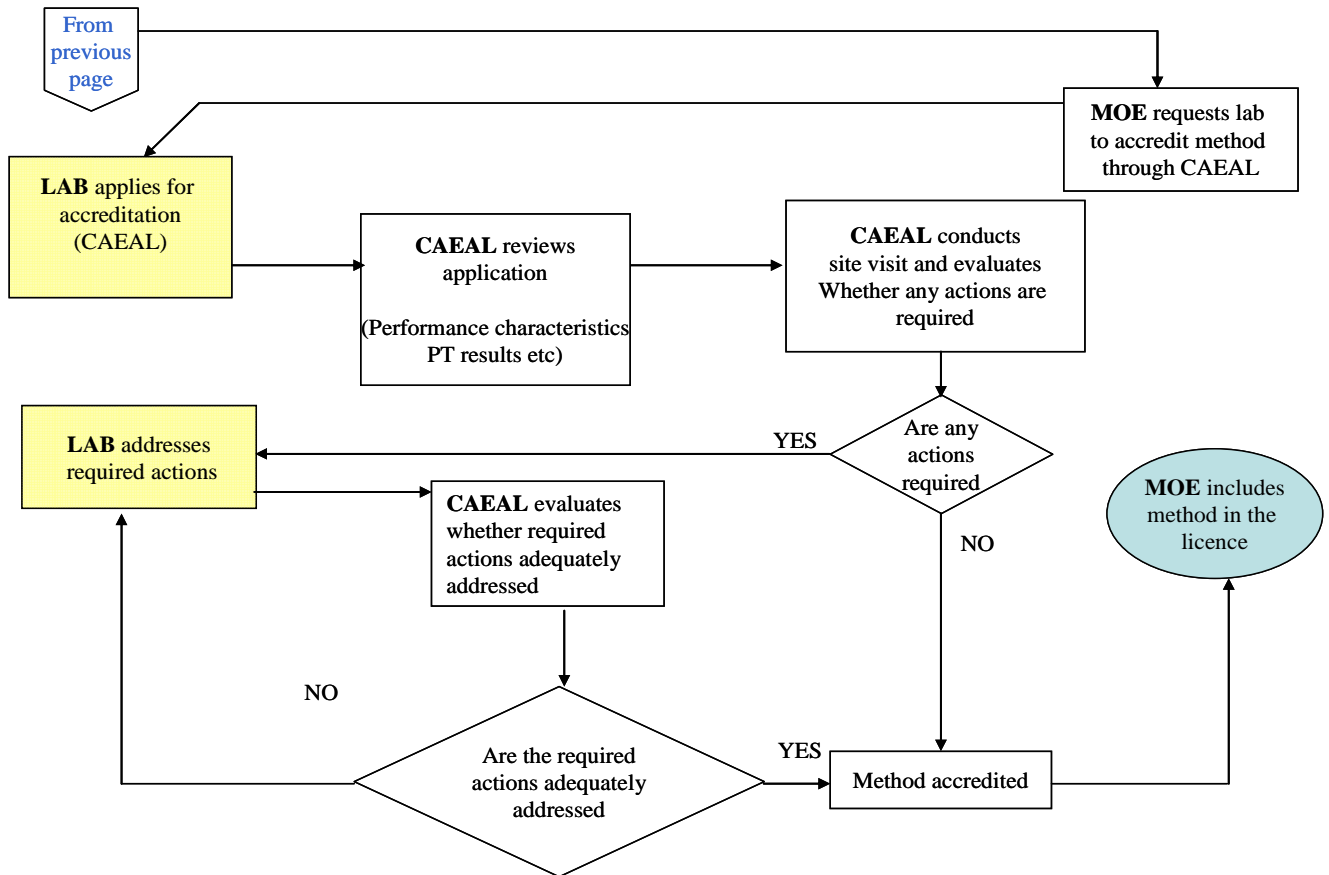 From
previous
page
MOE requests lab
to accredit method
through CAEAL
LAB applies for
accreditation
(CAEAL)
CAEAL reviews
application
(Performance characteristics
PT results etc)
CAEAL conducts
site visit and evaluates
Whether any actions are
required
Are any
actions
required
YES
NO
LAB addresses
required actions
CAEAL evaluates
whether required
actions adequately
addressed
MOE includes
method in the
licence
NO
Are the required
actions adequately
addressed
YES
Method accredited